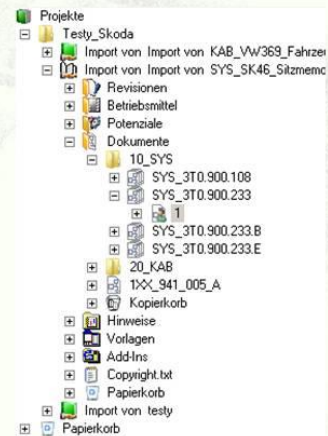 Projekte
Testy_Skoda
Import von Import von KAB_VW369_Fahrze
Import von Import von SYS_SK46_Sitzmemo
Revisionen
Betriebsmittel
Potenziale
Dokumente
10_SYS
SYS_3T0.900.108
SYS_3T0.900.233
1
SYS_3T0.900.233.B
SYS_3T0.900.233.E
20_KAB
1XX_941_005_A
Kopierkorb
Hinweise
Vorlagen
Add-Ins
Copyright.txt
Papierkorb
Import von testy
Papierkorb